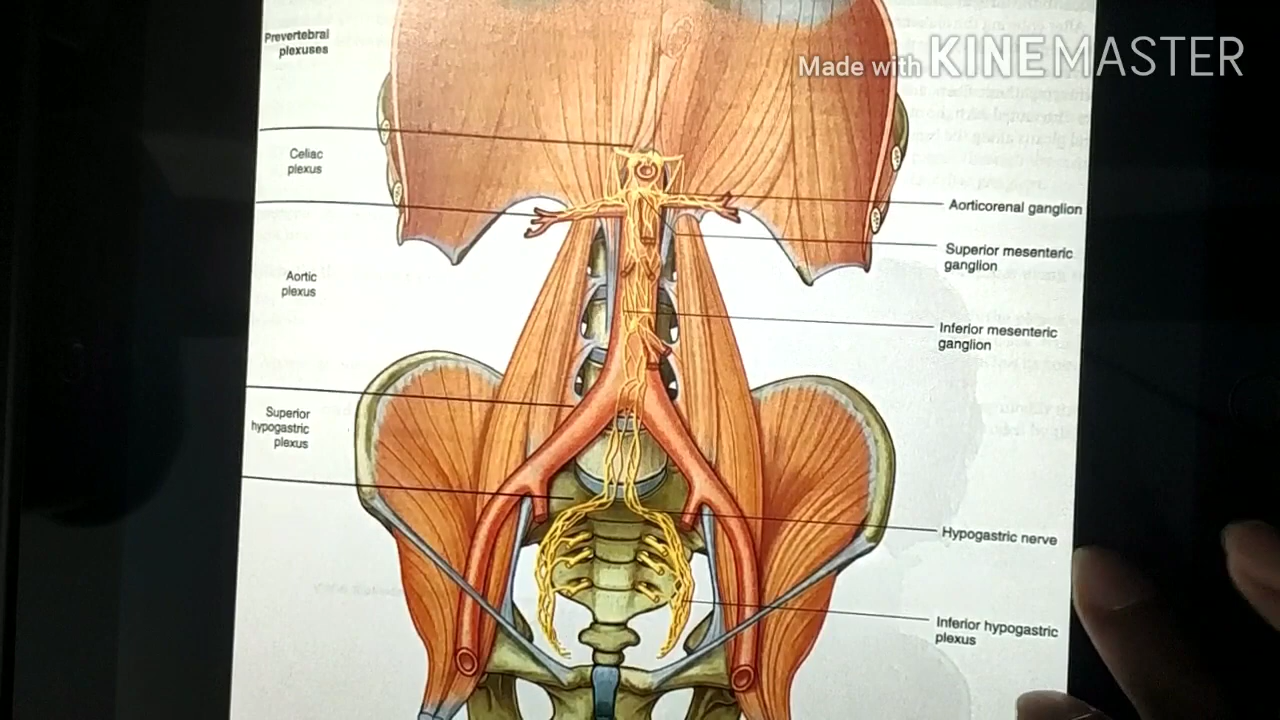 Made with KINEMASTER
Prevertebral
plexuses
Celiac
plexus
Aortic
plexus
Superior
hypogastric
plexus
Aorticorenal ganglion
Superior mesenteric
ganglion
Inferior mesenteric
ganglion
Hypogastric nerve
Inferior hypogastric
plexus